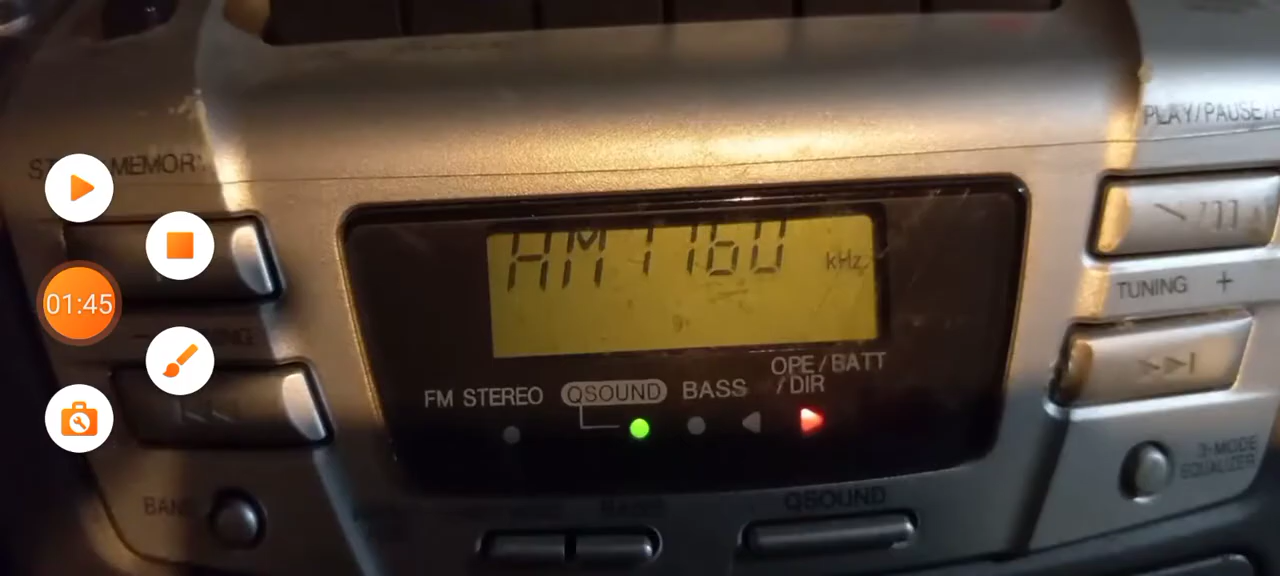 MEMORY
PLAY/PAUSE/
AM 1160 kHz
01:45
TUNING +
OPE/BATT
/DIR
FM STEREO QSOUND BASS
3-MODE
EQUALIZER
BAND
QSOUND